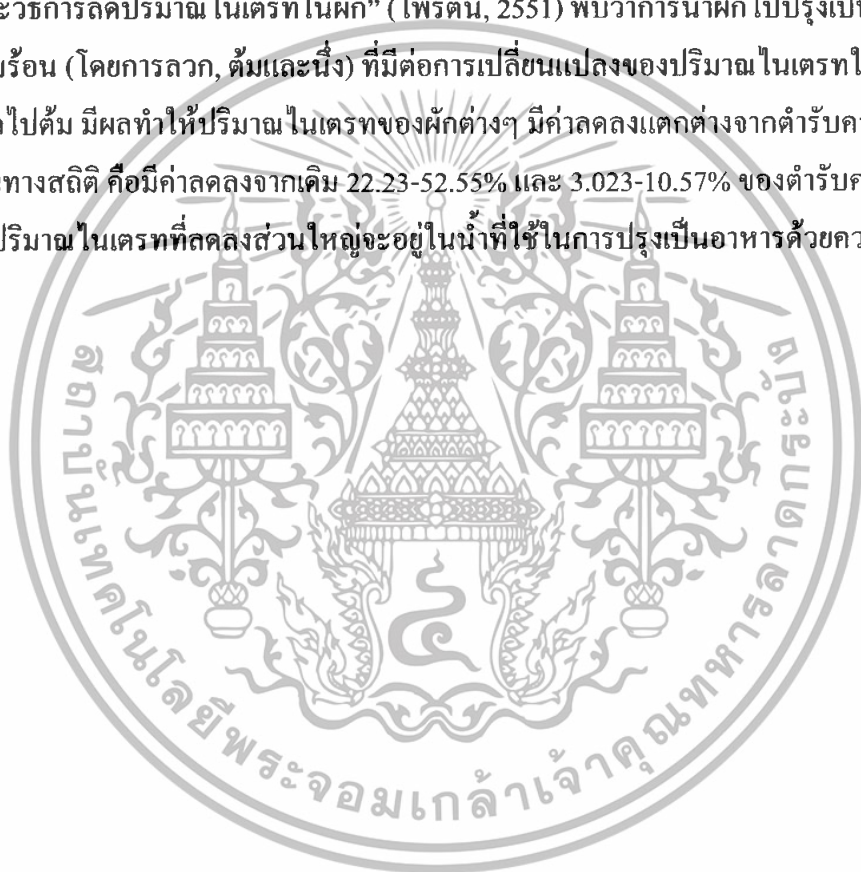 ะวิธีการลดปริมาณไนเตรทในผัก” (ไพรัตน์, 2551) พบว่าการนำผักไปปรุงเป็น
มร้อน (โดยการลวก, ต้มและนึ่ง) ที่มีต่อการเปลี่ยนแปลงของปริมาณไนเตรทใ
ไปต้ม มีผลทำให้ปริมาณไนเตรทของผักต่างๆ มีค่าลดลงแตกต่างจากตำรับคว
ทางสถิติ คือมีค่าลดลงจากเดิม 22.23-52.55% และ 3.023-10.57% ของตำรับค
ปริมาณไนเตรทที่ลดลงส่วนใหญ่จะอยู่ในน้ำที่ใช้ในการปรุงเป็นอาหารด้วยคว
สถาบันเทคโนโลยีพระจอมเกล้าเจ้าคุณทหารลาดกระบัง